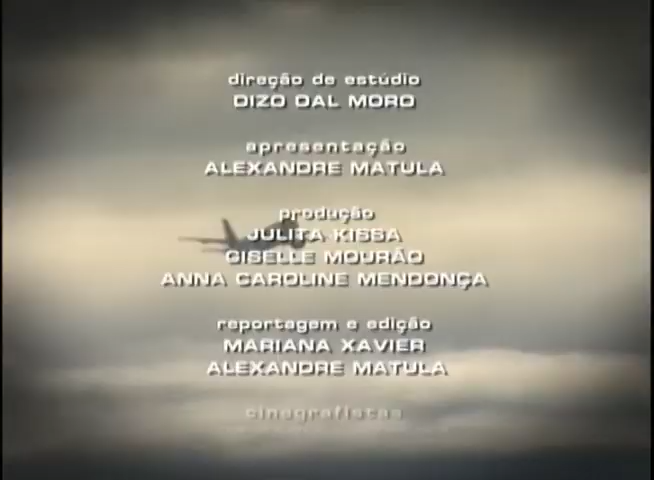 direção de estúdio
DIZO DAL MORO
apresentação
ALEXANDRE MATULA
produção
JULITA KISSA
GISELLE MOURÃO
ANNA CAROLINE MENDONÇA
reportagem e edição
MARIANA XAVIER
ALEXANDRE MATULA
cinegrafistas